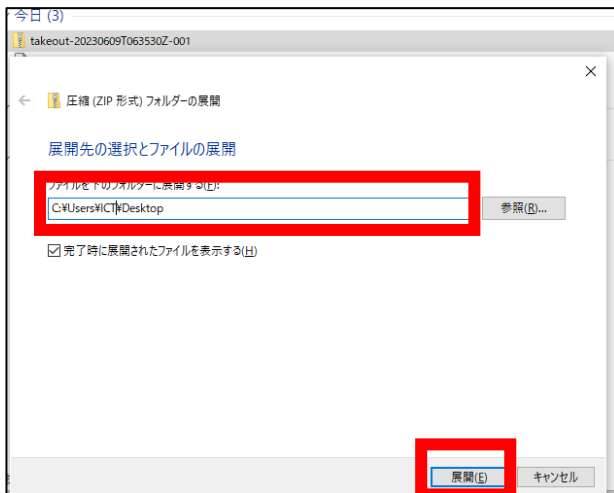 今日 (3)
takeout-20230609T063530Z-001
圧縮 (ZIP 形式) フォルダーの展開
展開先の選択とファイルの展開
ファイルを下のフォルダーに展開する(F):
C:¥Users¥ICT¥Desktop
参照(R)...
完了時に展開されたファイルを表示する(H)
展開(E)
キャンセル